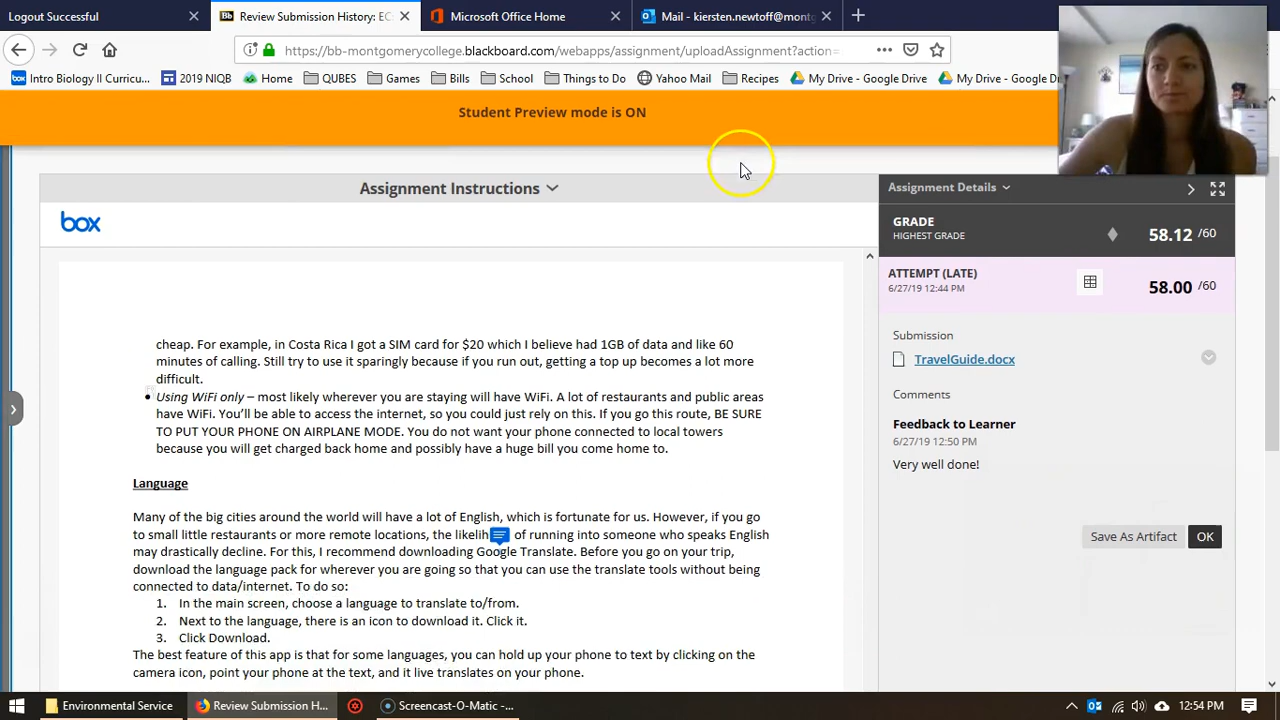 Logout Successful
Bb Review Submission History: EC
Microsoft Office Home
Mail - kiersten.newtoff@mont
https://bb-montgomerycollege.blackboard.com/webapps/assignment/uploadAssignment?action=
box Intro Biology II Curricu... 2019 NIQB Home QUBES Games Bills School Things to Do Yahoo Mail Recipes My Drive - Google Drive My Drive - Google Dri
Student Preview mode is ON
Assignment Instructions
box
cheap. For example, in Costa Rica I got a SIM card for $20 which I believe had 1GB of data and like 60
minutes of calling. Still try to use it sparingly because if you run out, getting a top up becomes a lot more
difficult.
• Using WiFi only – most likely wherever you are staying will have WiFi. A lot of restaurants and public areas
have WiFi. You'll be able to access the internet, so you could just rely on this. If you go this route, BE SURE
TO PUT YOUR PHONE ON AIRPLANE MODE. You do not want your phone connected to local towers
because you will get charged back home and possibly have a huge bill you come home to.
Language
Many of the big cities around the world will have a lot of English, which is fortunate for us. However, if you go
to small little restaurants or more remote locations, the likelih of running into someone who speaks English
may drastically decline. For this, I recommend downloading Google Translate. Before you go on your trip,
download the language pack for wherever you are going so that you can use the translate tools without being
connected to data/internet. To do so:
1. In the main screen, choose a language to translate to/from.
2. Next to the language, there is an icon to download it. Click it.
3. Click Download.
The best feature of this app is that for some languages, you can hold up your phone to text by clicking on the
camera icon, point your phone at the text, and it live translates on your phone.
Assignment Details
GRADE
HIGHEST GRADE
58.12 /60
ATTEMPT (LATE)
6/27/19 12:44 PM
58.00 /60
Submission
TravelGuide.docx
Comments
Feedback to Learner
6/27/19 12:50 PM
Very well done!
Save As Artifact
OK
Environmental Service
Review Submission H...
Screencast-O-Matic - ...
12:54 PM